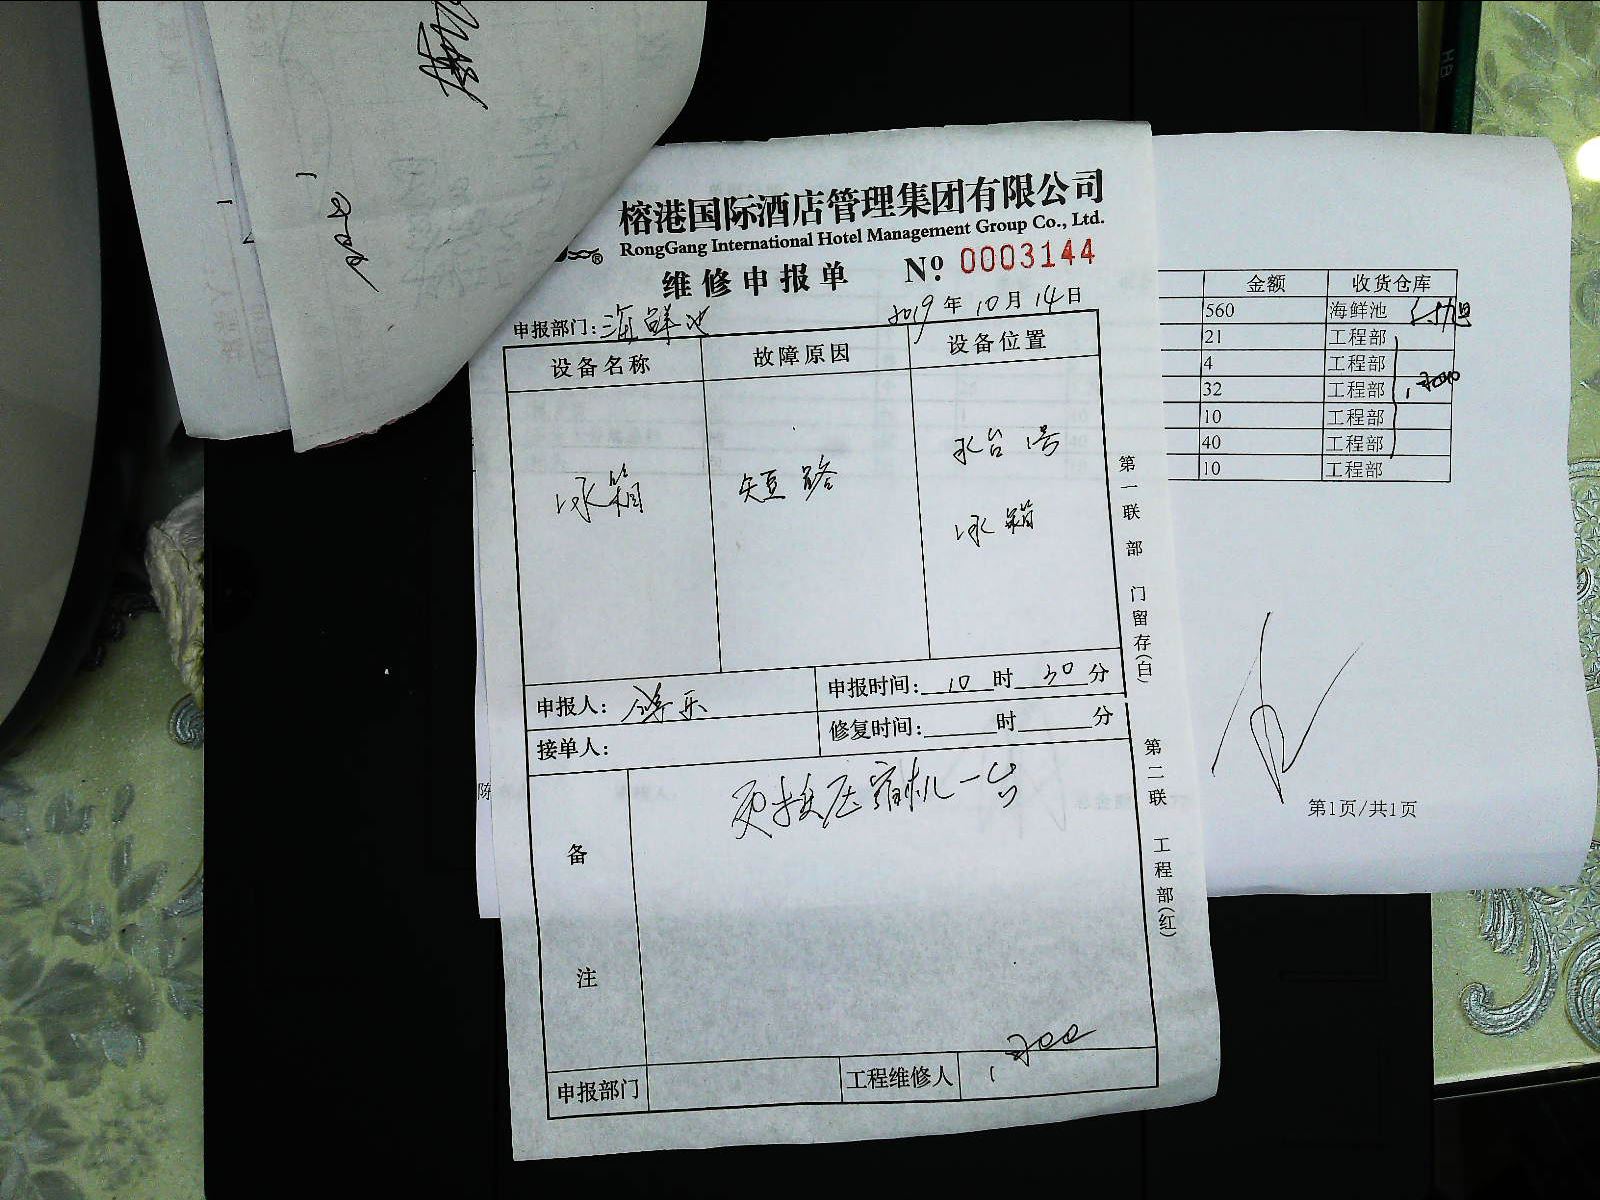 榕港国际酒店管理集团有限公司
RongGang International Hotel Management Group Co., Ltd.
维修申报单 № 0003144
申报部门：海鲜池 2019年10月14日
设备名称 故障原因 设备位置
冰箱 短路 水台1号
冰箱
申报人： 乐 申报时间：10时30分
接单人： 修复时间： 时 分
备注 更换压缩机一台
申报部门 工程维修人
第一联 部门留存(白)
第二联 工程部(红)
金额 收货仓库
560 海鲜池
21 工程部
4 工程部
32 工程部
10 工程部
40 工程部
10 工程部
第1页/共1页
陈
HB